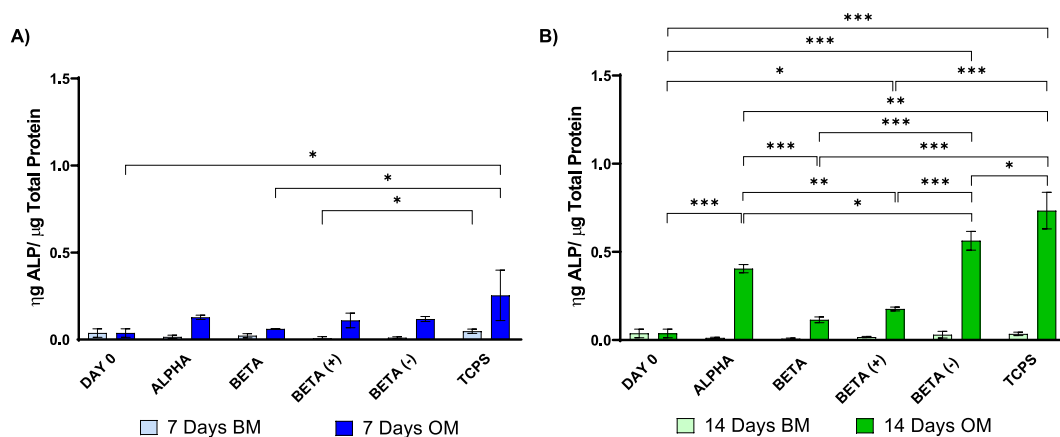 A)
ηg ALP/ μg Total Protein
1.5
1.0
0.5
0.0
*
*
*
DAY 0
ALPHA
BETA
BETA (+)
BETA (-)
TCPS
7 Days BM
7 Days OM
B)
ηg ALP/ μg Total Protein
1.5
1.0
0.5
0.0
***
***
* ***
**
***
*** ***
*
** ***
*** *
DAY 0
ALPHA
BETA
BETA (+)
BETA (-)
TCPS
14 Days BM
14 Days OM